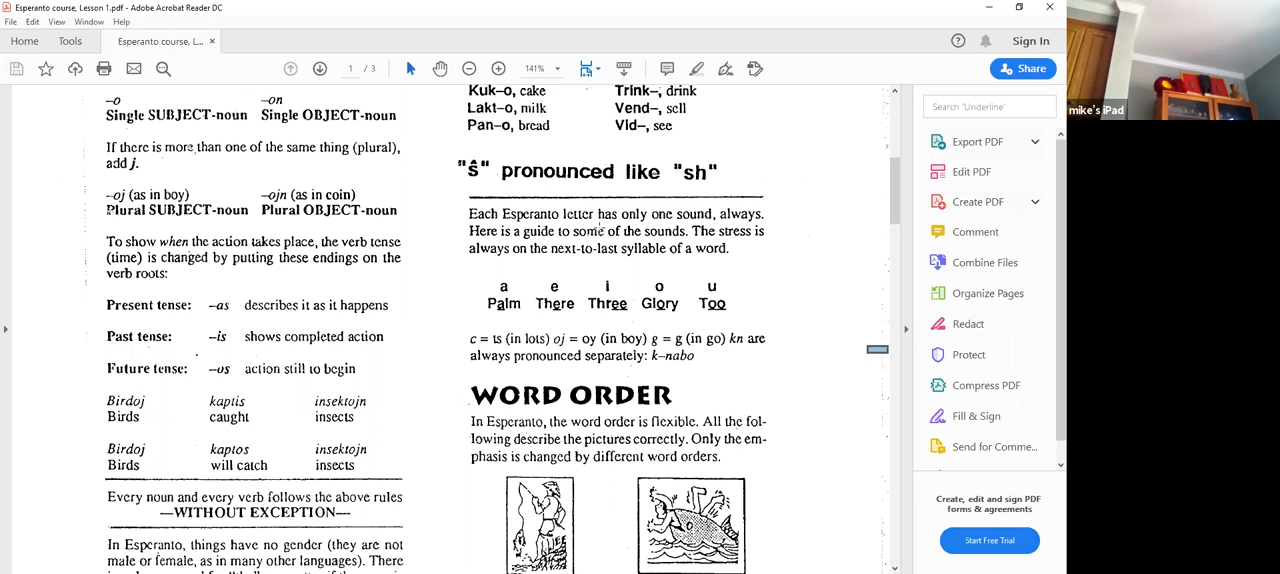 Esperanto course, Lesson 1.pdf - Adobe Acrobat Reader DC
File Edit View Window Help
Home Tools Esperanto course, L... × Sign In
1 / 3 141% Share
mike's iPad
–o –on
Single SUBJECT-noun Single OBJECT-noun
If there is more than one of the same thing (plural),
add j.
–oj (as in boy) –ojn (as in coin)
Plural SUBJECT-noun Plural OBJECT-noun
To show when the action takes place, the verb tense
(time) is changed by putting these endings on the
verb roots:
Present tense: –as describes it as it happens
Past tense: –is shows completed action
Future tense: –os action still to begin
Birdoj kaptis insektojn
Birds caught insects
Birdoj kaptos insektojn
Birds will catch insects
Every noun and every verb follows the above rules
—WITHOUT EXCEPTION—
In Esperanto, things have no gender (they are not
male or female, as in many other languages). There
Kuk–o, cake Trink–, drink
Lakt–o, milk Vend–, sell
Pan–o, bread Vid–, see
"ŝ" pronounced like "sh"
Each Esperanto letter has only one sound, always.
Here is a guide to some of the sounds. The stress is
always on the next-to-last syllable of a word.
a e i o u
Palm There Three Glory Too
c = ts (in lots) oj = oy (in boy) g = g (in go) kn are
always pronounced separately: k–nabo
WORD ORDER
In Esperanto, the word order is flexible. All the fol-
lowing describe the pictures correctly. Only the em-
phasis is changed by different word orders.
Search 'Underline'
Export PDF
Edit PDF
Create PDF
Comment
Combine Files
Organize Pages
Redact
Protect
Compress PDF
Fill & Sign
Send for Comme...
Create, edit and sign PDF
forms & agreements
Start Free Trial